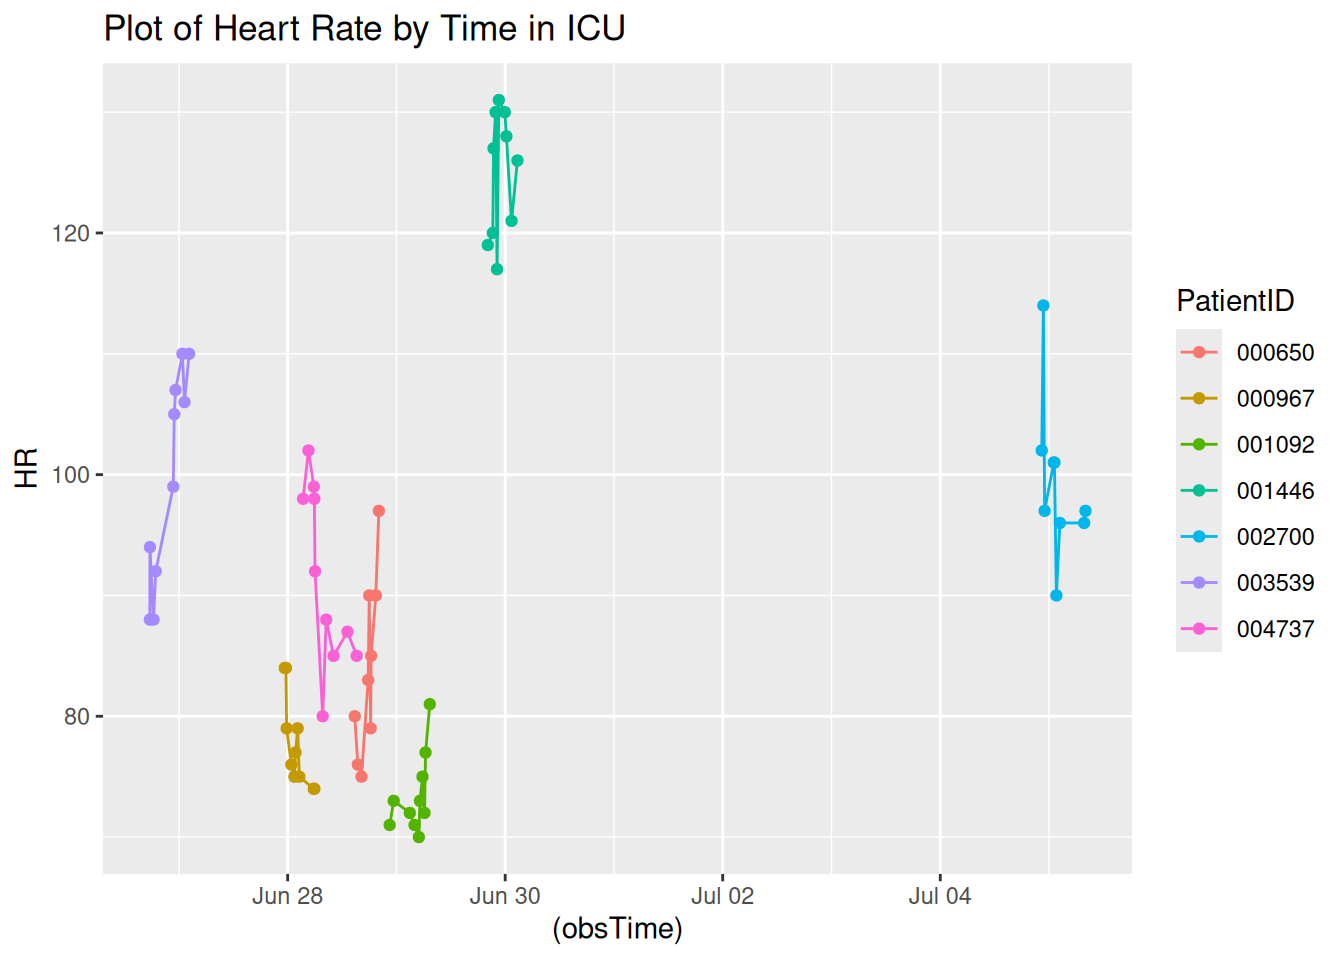 Plot of Heart Rate by Time in ICU
HR
120
100
80
Jun 28
Jun 30
Jul 02
Jul 04
(obsTime)
PatientID
000650
000967
001092
001446
002700
003539
004737